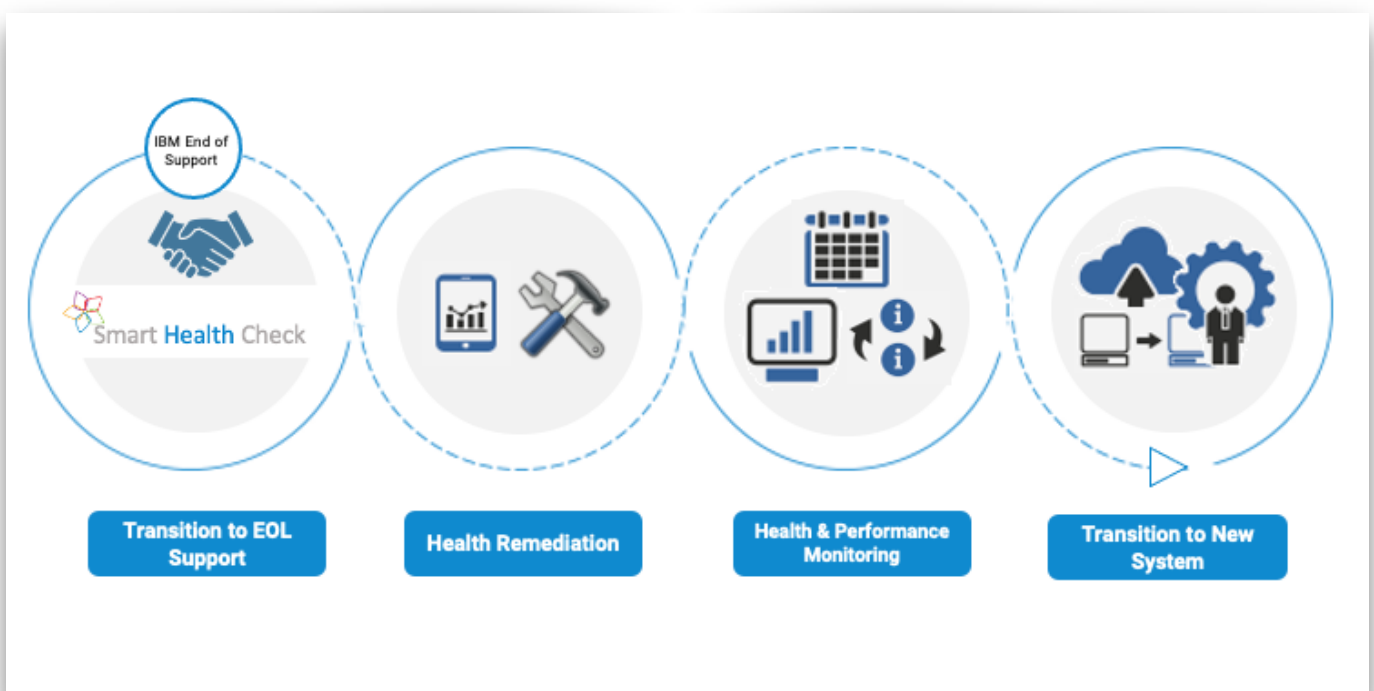 IBM End of
Support
Smart Health Check
Transition to EOL
Support
Health Remediation
Health & Performance
Monitoring
Transition to New
System